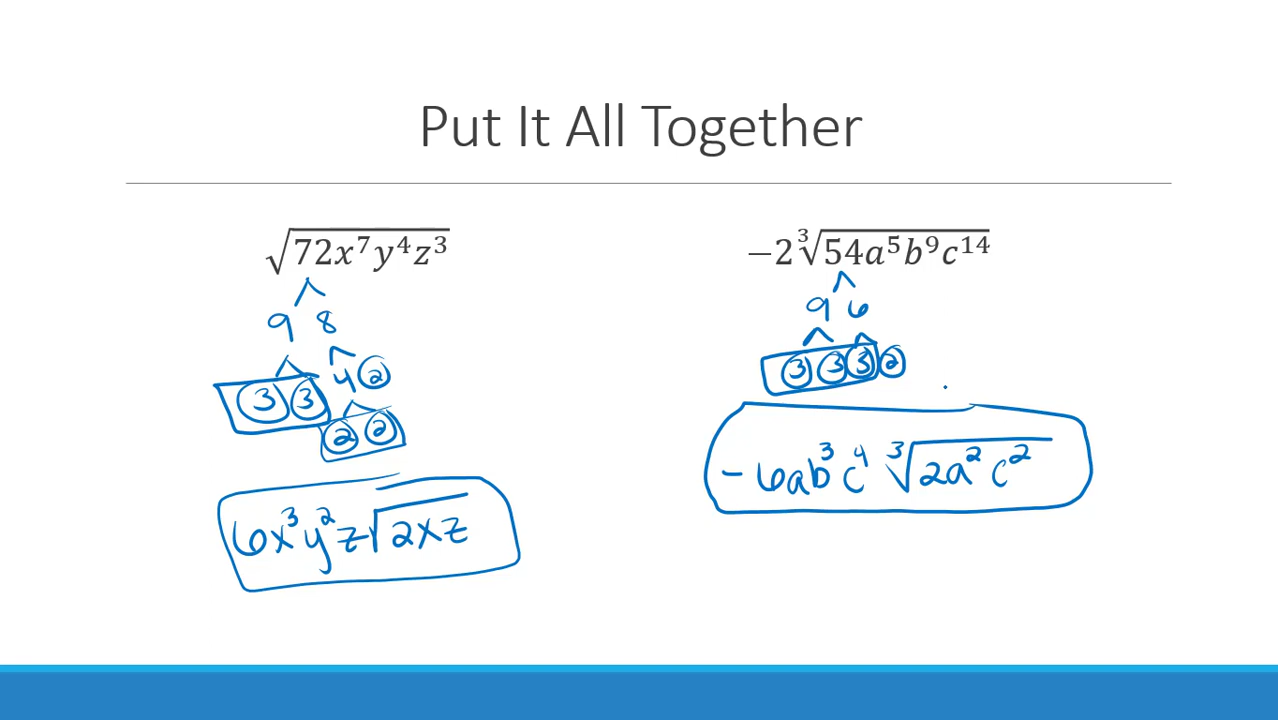 Put It All Together
√72x⁷y⁴z³
9 8
3 3 4 2
2 2
6x³y²z√2xz
−2∛54a⁵b⁹c¹⁴
9 6
3 3 3 2
−6ab³c⁴ ∛2a²c²